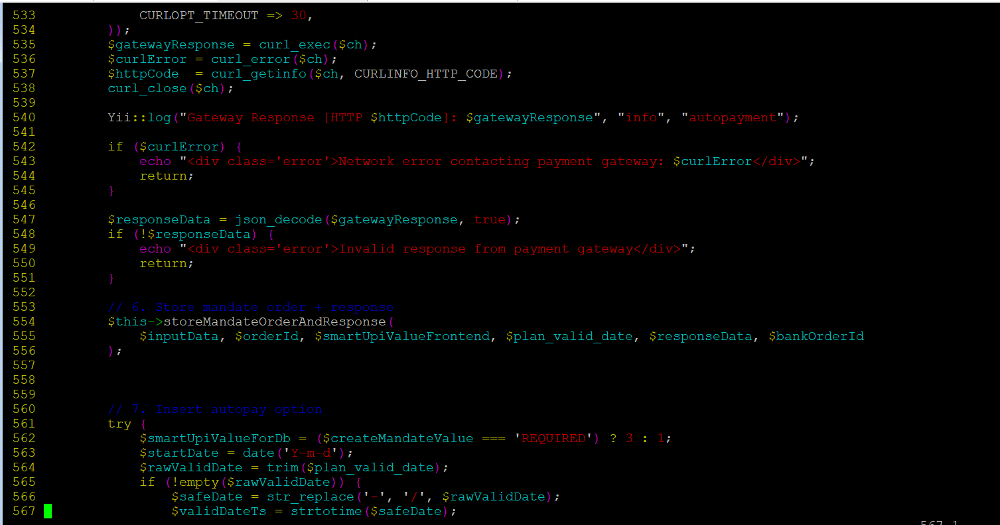 533             CURLOPT_TIMEOUT => 30,
534         ));
535         $gatewayResponse = curl_exec($ch);
536         $curlError = curl_error($ch);
537         $httpCode  = curl_getinfo($ch, CURLINFO_HTTP_CODE);
538         curl_close($ch);
539
540         Yii::log("Gateway Response [HTTP $httpCode]: $gatewayResponse", "info", "autopayment");
541
542         if ($curlError) {
543             echo "<div class='error'>Network error contacting payment gateway: $curlError</div>";
544             return;
545         }
546
547         $responseData = json_decode($gatewayResponse, true);
548         if (!$responseData) {
549             echo "<div class='error'>Invalid response from payment gateway</div>";
550             return;
551         }
552
553         // 6. Store mandate order + response
554         $this->storeMandateOrderAndResponse(
555             $inputData, $orderId, $smartUpiValueFrontend, $plan_valid_date, $responseData, $bankOrderId
556         );
557
558
559
560         // 7. Insert autopay option
561         try {
562             $smartUpiValueForDb = ($createMandateValue === 'REQUIRED') ? 3 : 1;
563             $startDate = date('Y-m-d');
564             $rawValidDate = trim($plan_valid_date);
565             if (!empty($rawValidDate)) {
566                 $safeDate = str_replace('-', '/', $rawValidDate);
567                 $validDateTs = strtotime($safeDate);
567,1